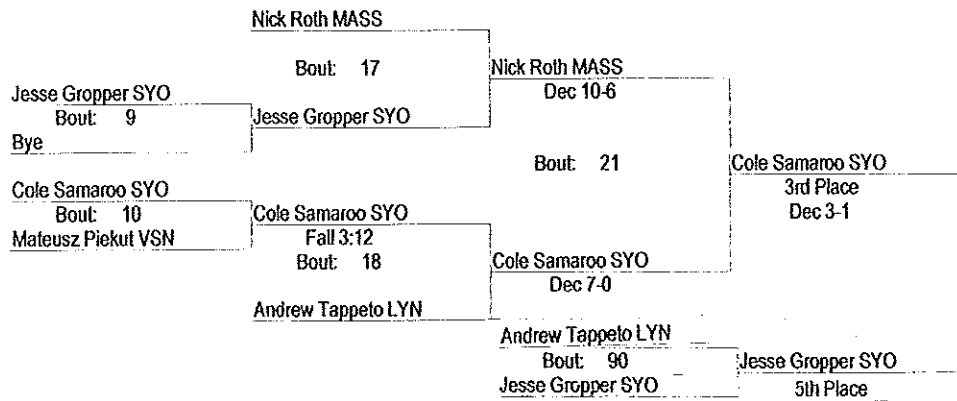 Nick Roth MASS
Bout: 17
Nick Roth MASS
Dec 10-6
Jesse Gropper SYO
Bout: 9
Jesse Gropper SYO
Bye
Bout: 21
Cole Samaroo SYO
3rd Place
Dec 3-1
Cole Samaroo SYO
Bout: 10
Cole Samaroo SYO
Mateusz Piekut VSN
Fall 3:12
Bout: 18
Cole Samaroo SYO
Dec 7-0
Andrew Tappeto LYN
Andrew Tappeto LYN
Bout: 90
Jesse Gropper SYO
Jesse Gropper SYO
5th Place